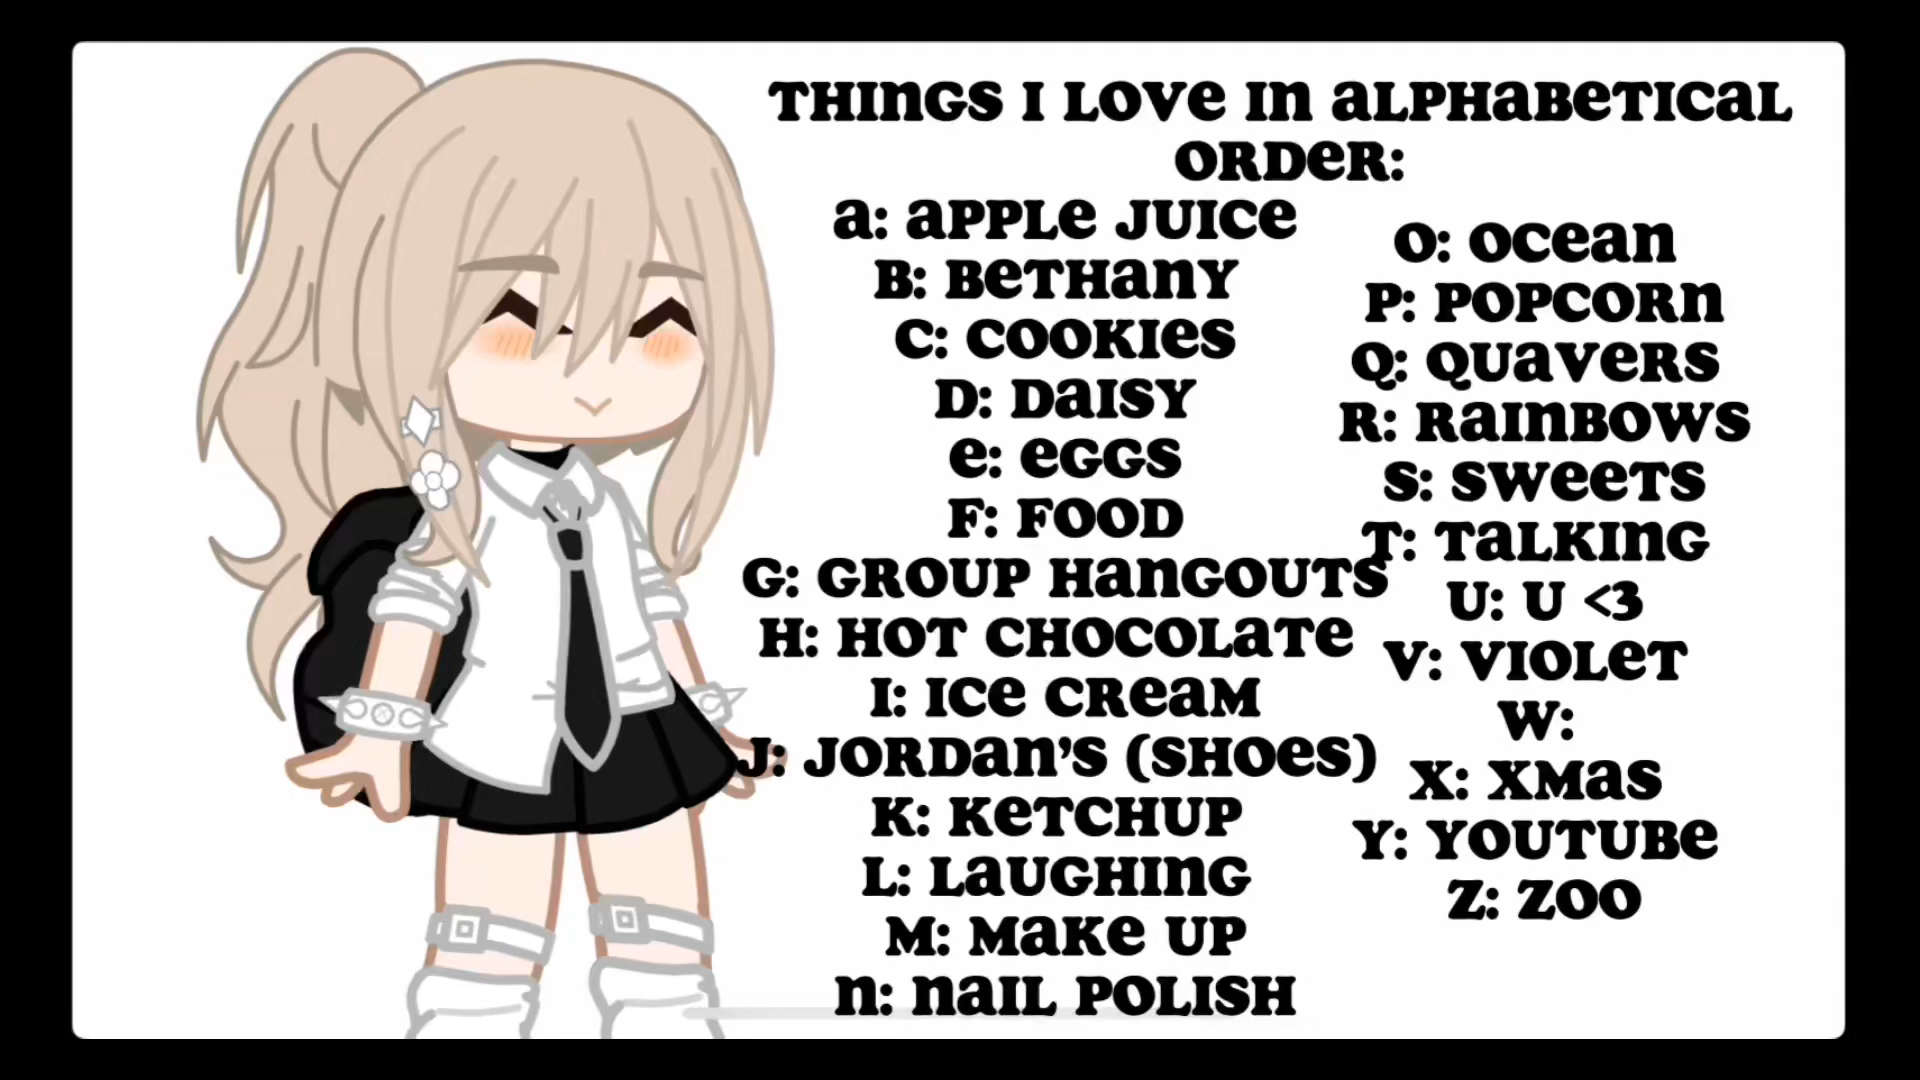 THINGS I LOVE IN ALPHABETICAL
ORDER:
A: APPLE JUICE
B: BETHANY
C: COOKIES
D: DAISY
E: EGGS
F: FOOD
G: GROUP HANGOUTS
H: HOT CHOCOLATE
I: ICE CREAM
J: JORDAN'S (SHOES)
K: KETCHUP
L: LAUGHING
M: MAKE UP
N: NAIL POLISH
O: OCEAN
P: POPCORN
Q: QUAVERS
R: RAINBOWS
S: SWEETS
T: TALKING
U: U <3
V: VIOLET
W:
X: XMAS
Y: YOUTUBE
Z: ZOO